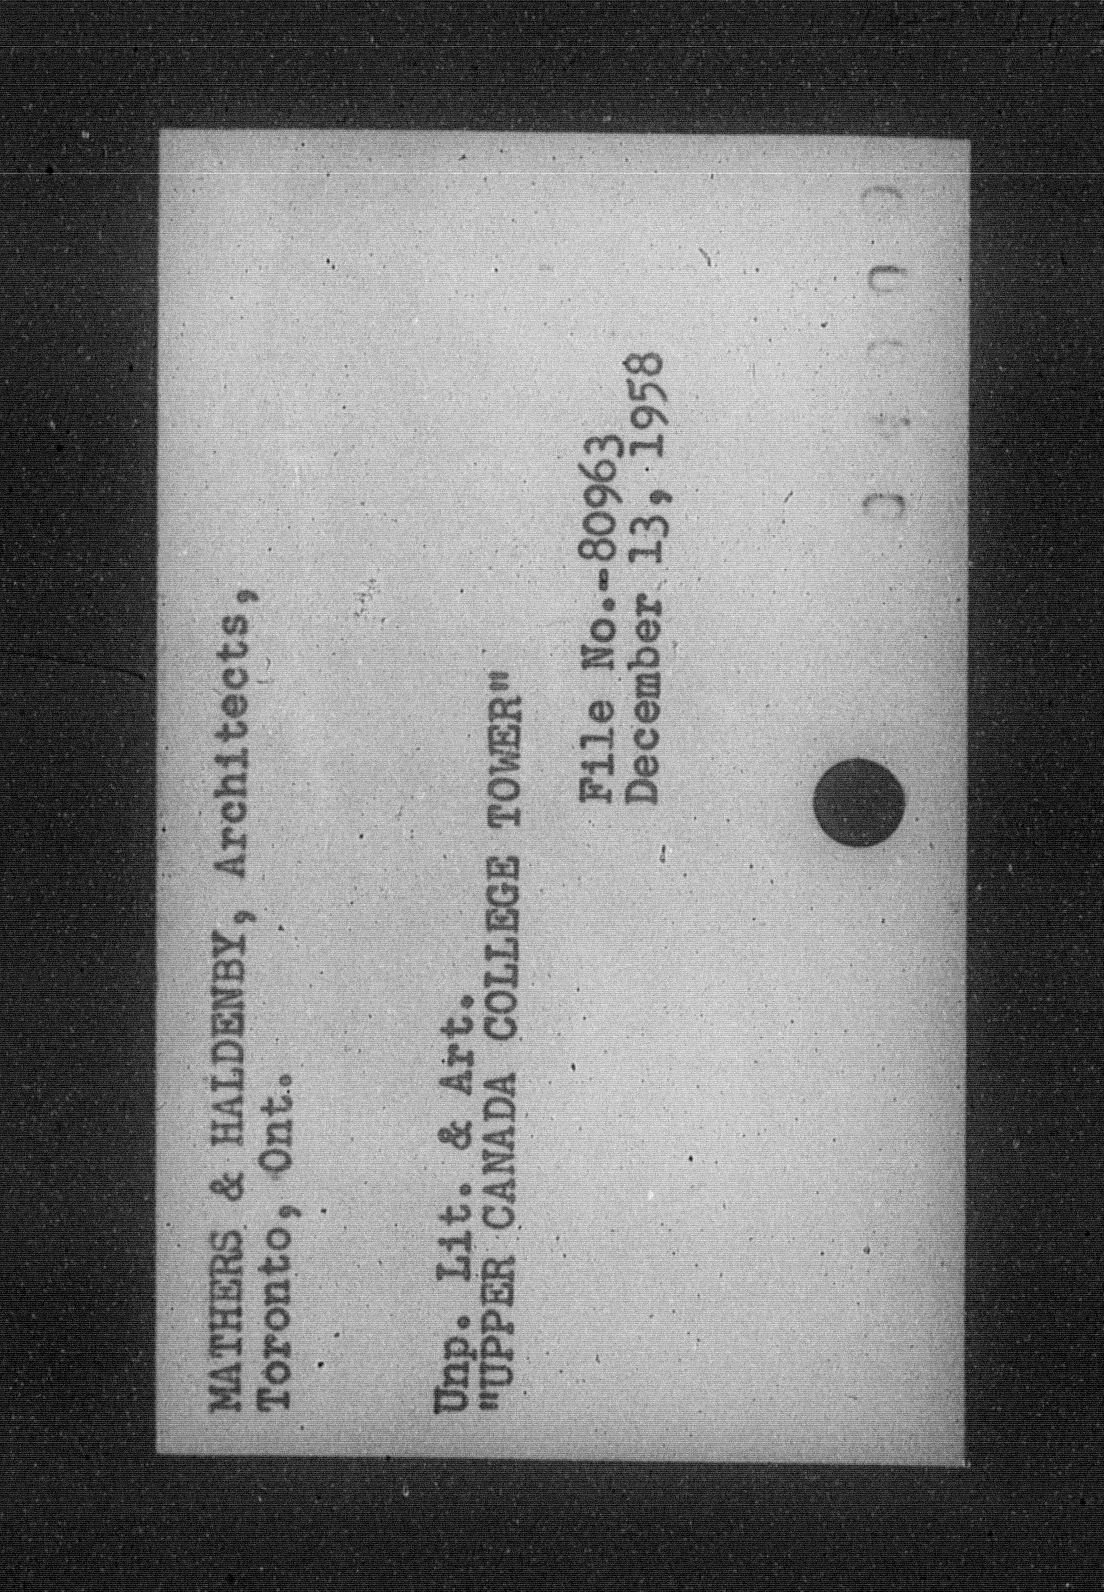 MATHERS & HALDENBY, Architects,
Toronto, Ont.
Unp. Lit. & Art.
"UPPER CANADA COLLEGE TOWER"
File No.-80963
December 13, 1958